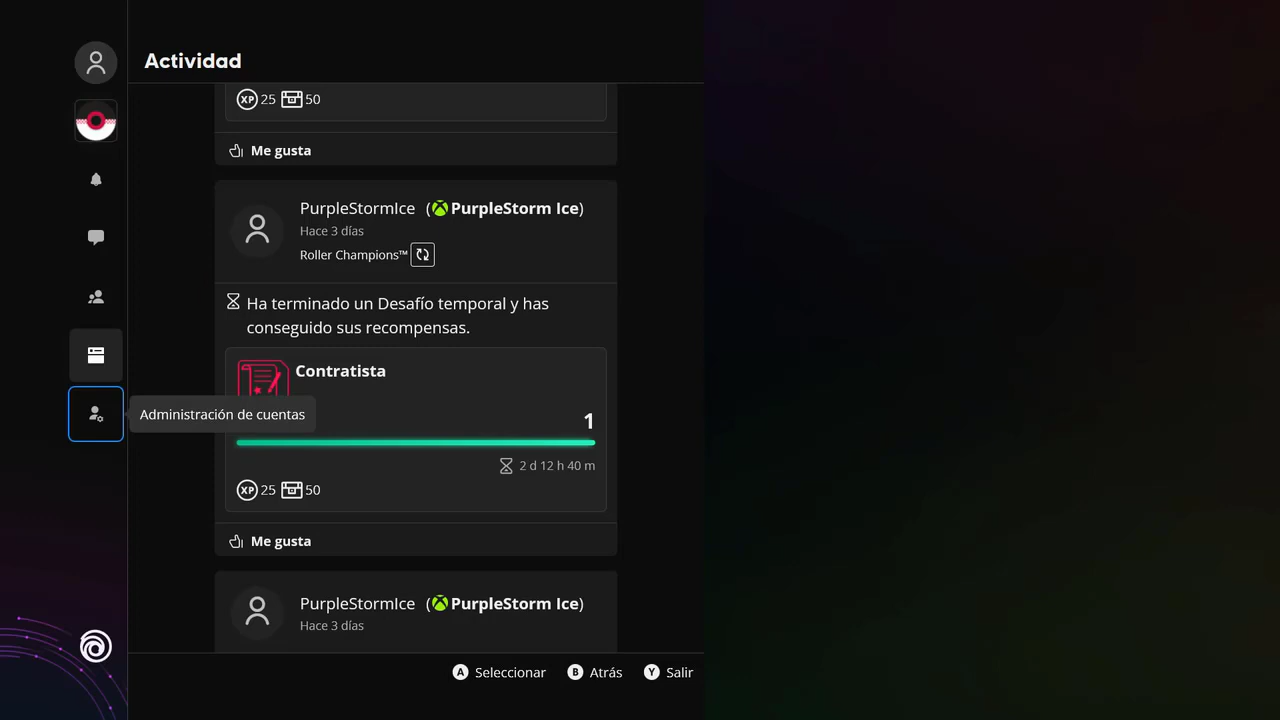 Actividad
XP 25 50
Me gusta
PurpleStormIce (PurpleStorm Ice)
Hace 3 días
Roller Champions™
Ha terminado un Desafío temporal y has
conseguido sus recompensas.
Contratista
Administración de cuentas
1
2 d 12 h 40 m
XP 25 50
Me gusta
PurpleStormIce (PurpleStorm Ice)
Hace 3 días
A Seleccionar B Atrás Y Salir